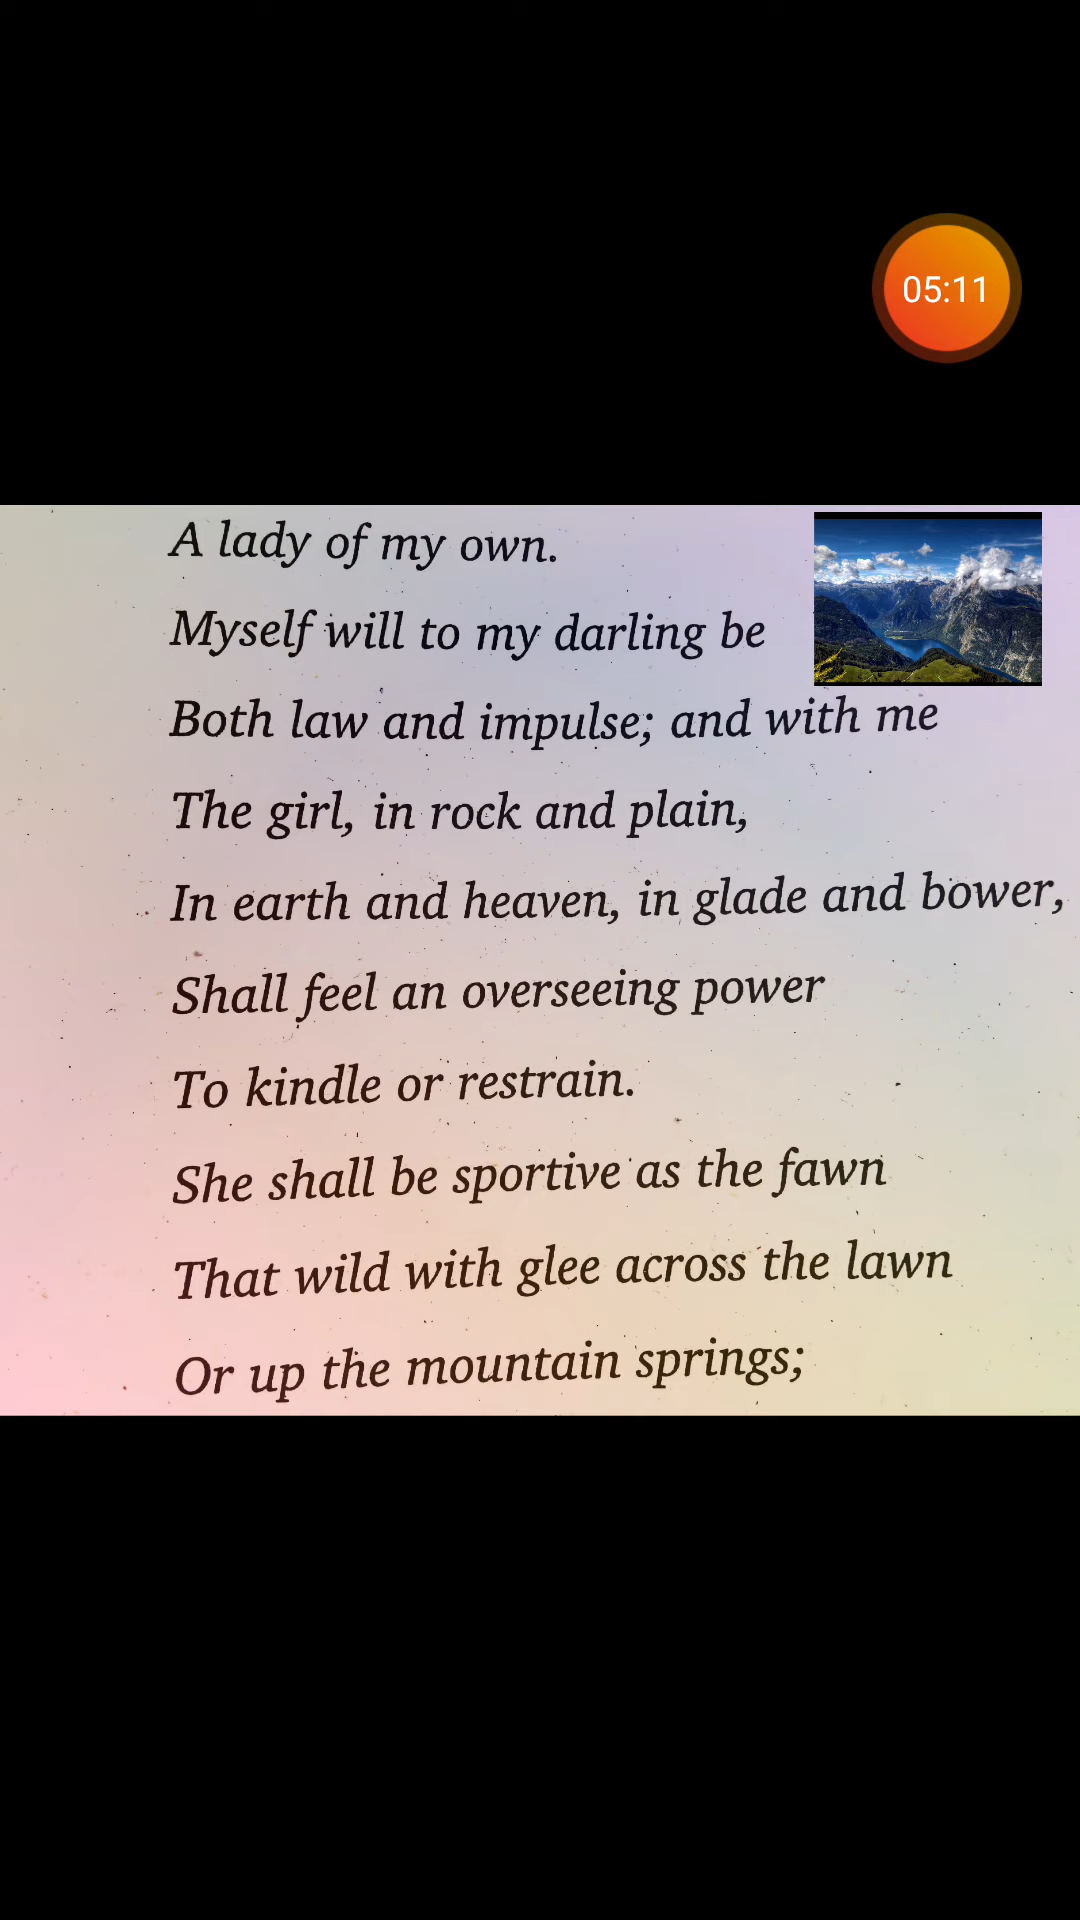 05:11
A lady of my own.
Myself will to my darling be
Both law and impulse; and with me
The girl, in rock and plain,
In earth and heaven, in glade and bower,
Shall feel an overseeing power
To kindle or restrain.
She shall be sportive as the fawn
That wild with glee across the lawn
Or up the mountain springs;